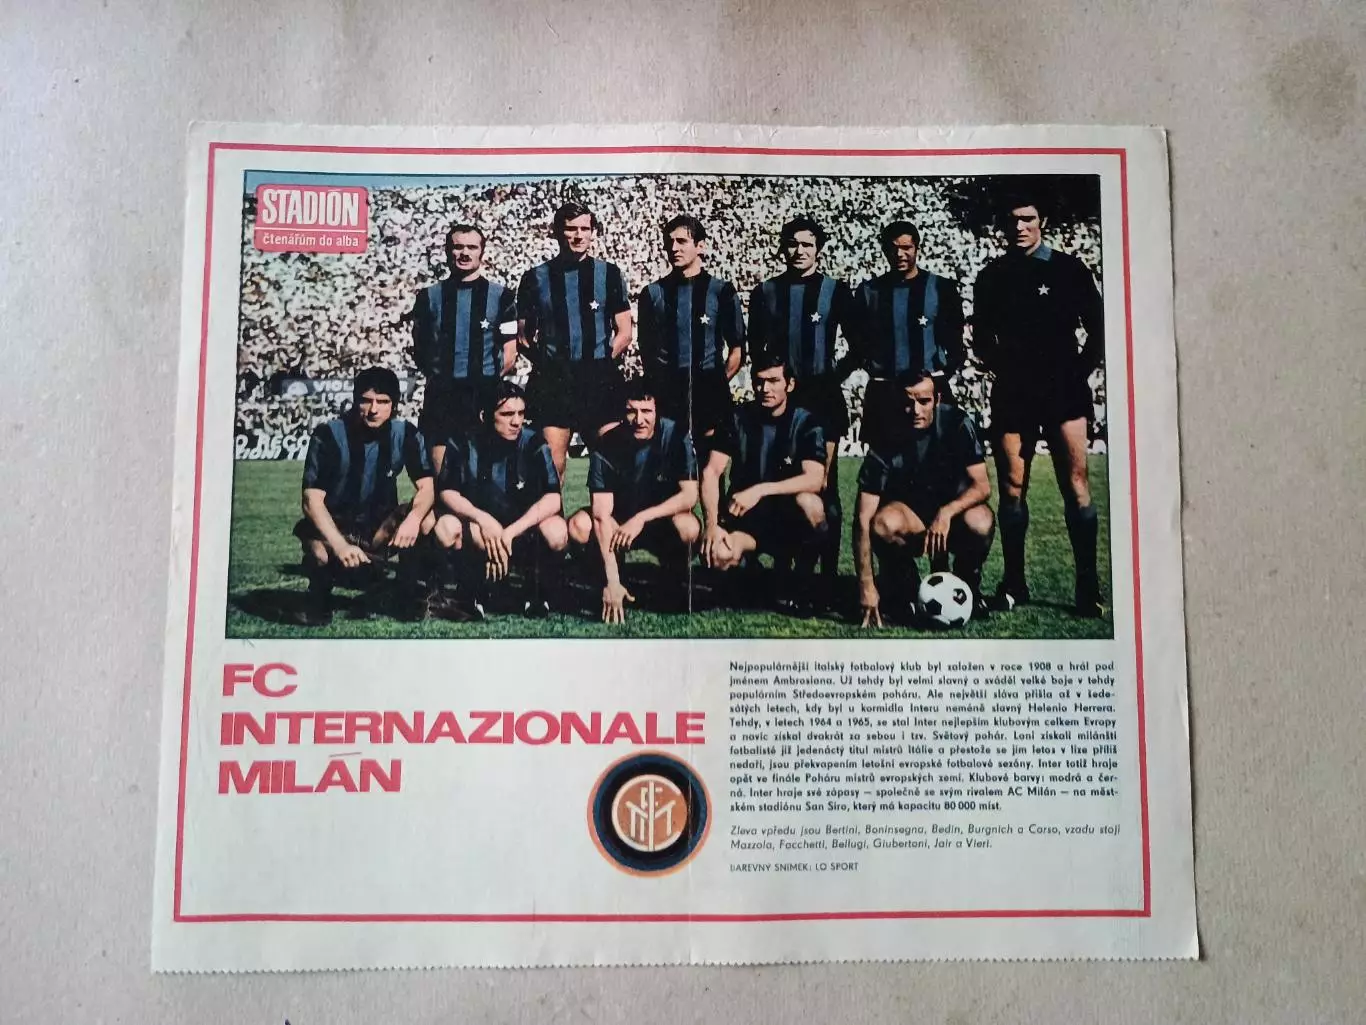 STADIÓN
čtenářům do alba
FC
INTERNAZIONALE
MILÁN
Nejpopulárnější italský fotbalový klub byl založen v roce 1908 a hrál pod
jménem Ambrosiana. Už tehdy byl velmi slavný a sváděl velké boje v tehdy
populárním Středoevropském poháru. Ale největší sláva přišla až v šede-
sátých letech, kdy byl u kormidla Interu neméně slavný Helenio Herrera.
Tehdy, v letech 1964 a 1965, se stal Inter nejlepším klubovým celkem Evropy
a navíc získal dvakrát za sebou i tzv. Světový pohár. Loni získali milánští
fotbalisté již jedenáctý titul mistrů Itálie a přestože se jim letos v lize příliš
nedaří, jsou překvapením letošní evropské fotbalové sezóny. Inter totiž hraje
opět ve finále Poháru mistrů evropských zemí. Klubové barvy: modrá a čer-
ná. Inter hraje své zápasy – společně se svým rivalem AC Milán – na měst-
ském stadiónu San Siro, který má kapacitu 80 000 míst.
Zleva vpředu jsou Bertini, Boninsegna, Bedin, Burgnich a Corso, vzadu stojí
Mazzola, Facchetti, Bellugi, Giubertoni, Jair a Vieri.
BAREVNÝ SNÍMEK: LO SPORT